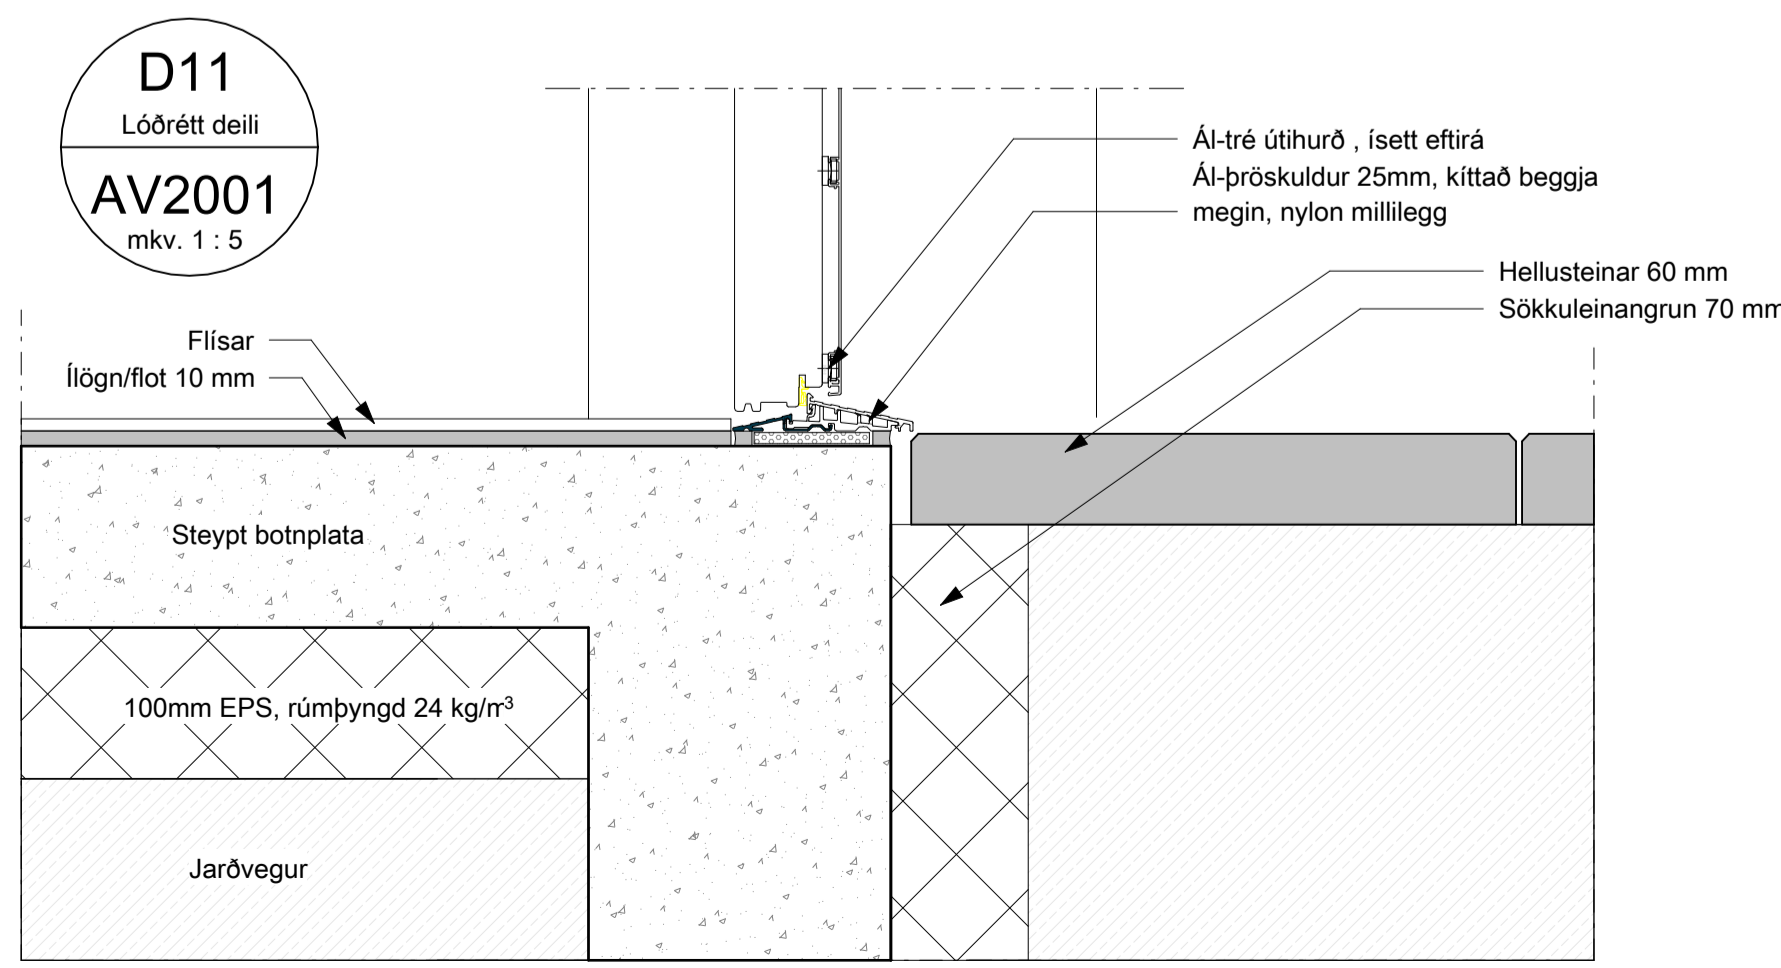 D11
Lóðrétt deili
AV2001
mkv. 1 : 5
Ál-tré útihurð , ísett eftirá
Ál-þröskuldur 25mm, kíttað beggja
megin, nylon millilegg
Hellusteinar 60 mm
Sökkuleinangrun 70 mm
Flísar
Ílögn/flot 10 mm
Steypt botnplata
100mm EPS, rúmþyngd 24 kg/m³
Jarðvegur